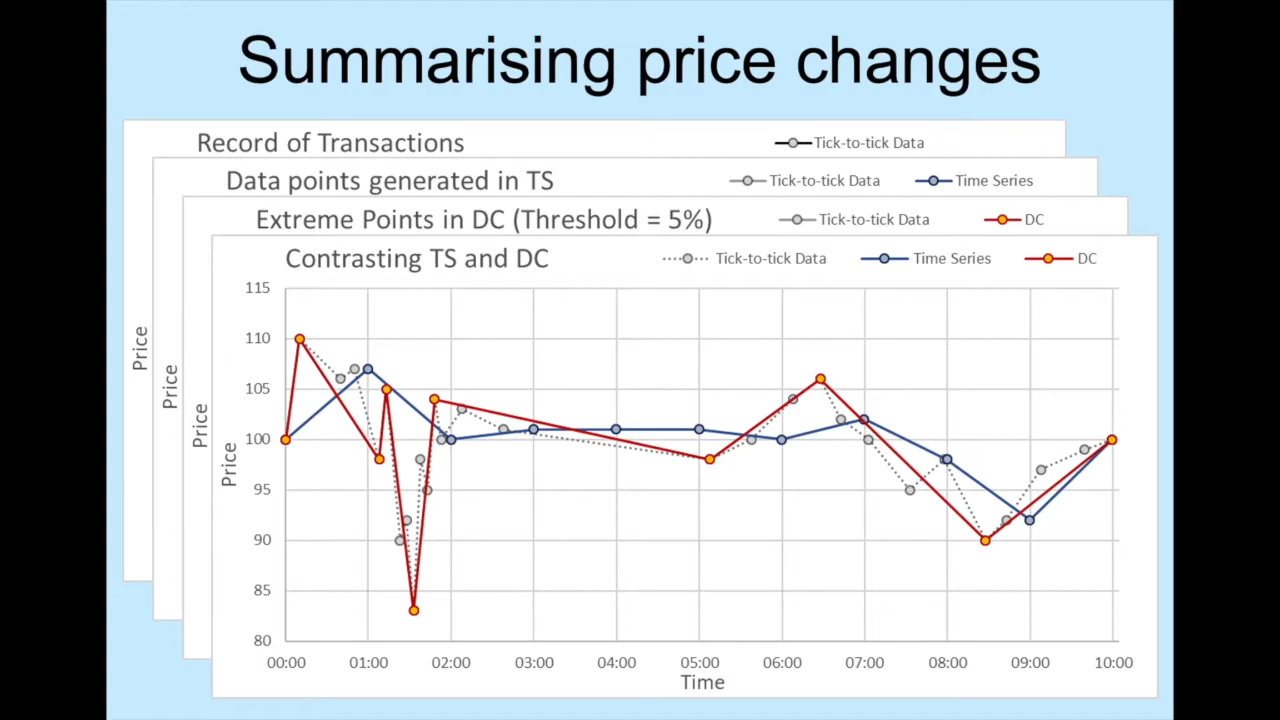 Summarising price changes
Record of Transactions Tick-to-tick Data
Data points generated in TS Tick-to-tick Data Time Series
Extreme Points in DC (Threshold = 5%) Tick-to-tick Data DC
Contrasting TS and DC Tick-to-tick Data Time Series DC
Price
Price
Price
Price
115
110
105
100
95
90
85
80
00:00 01:00 02:00 03:00 04:00 05:00 06:00 07:00 08:00 09:00 10:00
Time